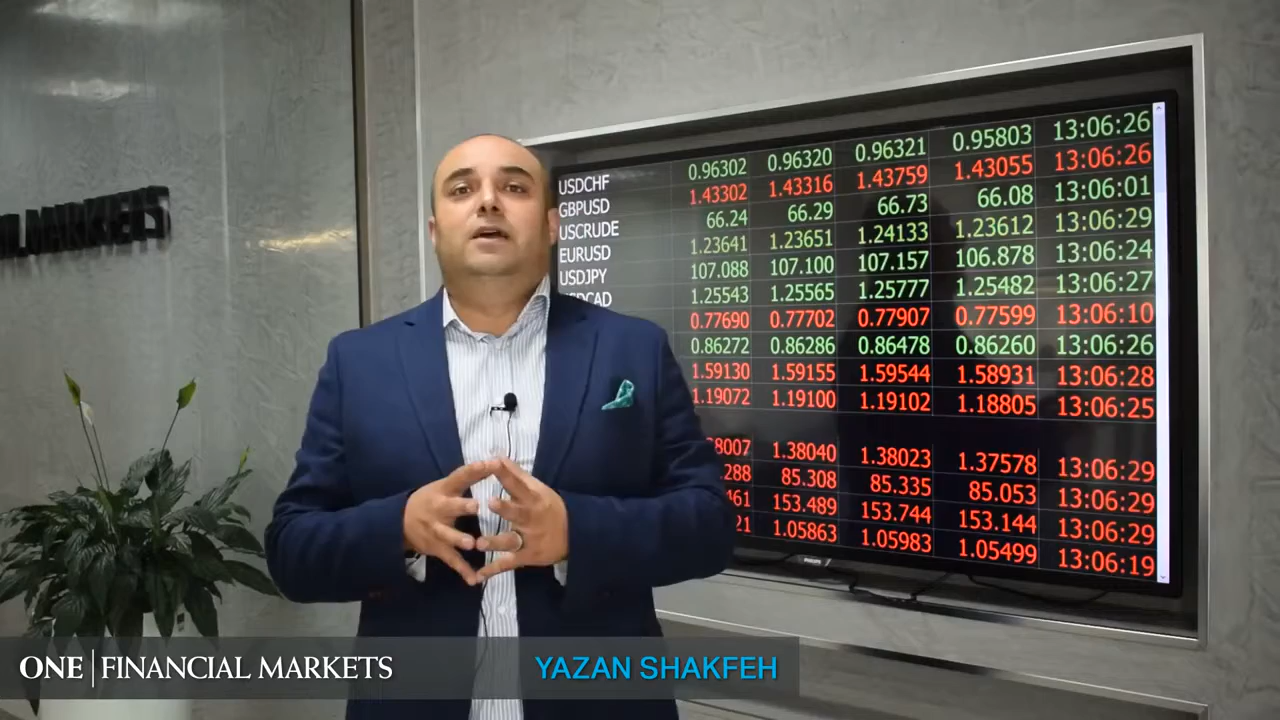 L MARKETS
USDCHF 0.96302 0.96320 0.96321 0.95803 13:06:26
GBPUSD 1.43302 1.43316 1.43759 1.43055 13:06:26
USCRUDE 66.24 66.29 66.73 66.08 13:06:01
EURUSD 1.23641 1.23651 1.24133 1.23612 13:06:29
USDJPY 107.088 107.100 107.157 106.878 13:06:24
USDCAD 1.25543 1.25565 1.25777 1.25482 13:06:27
0.77690 0.77702 0.77907 0.77599 13:06:10
0.86272 0.86286 0.86478 0.86260 13:06:26
1.59130 1.59155 1.59544 1.58931 13:06:28
1.19072 1.19100 1.19102 1.18805 13:06:25
38007 1.38040 1.38023 1.37578 13:06:29
.288 85.308 85.335 85.053 13:06:29
461 153.489 153.744 153.144 13:06:29
21 1.05863 1.05983 1.05499 13:06:19
PHILIPS
ONE FINANCIAL MARKETS
YAZAN SHAKFEH